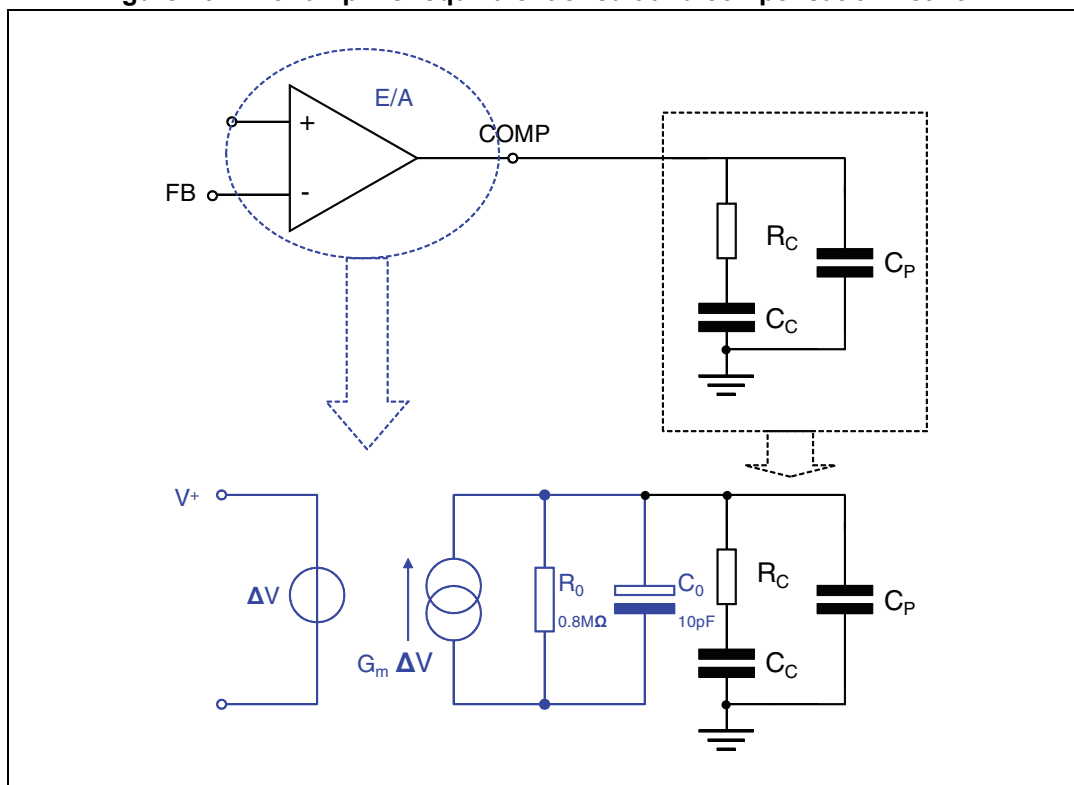 E/A
+
COMP
FB
-
R_C
C_P
C_C
V+
ΔV
G_m ΔV
R_0
0.8MΩ
C_0
10pF
R_C
C_P
C_C